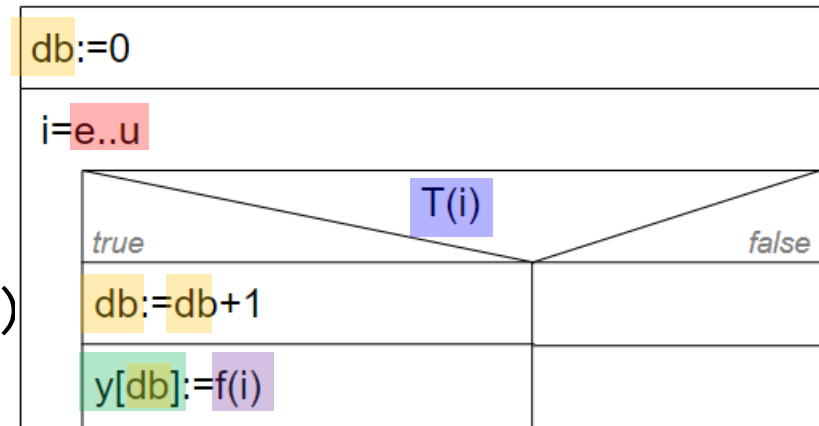 db:=0
i=e..u
T(i)
true
false
)
db:=db+1
y[db]:=f(i)